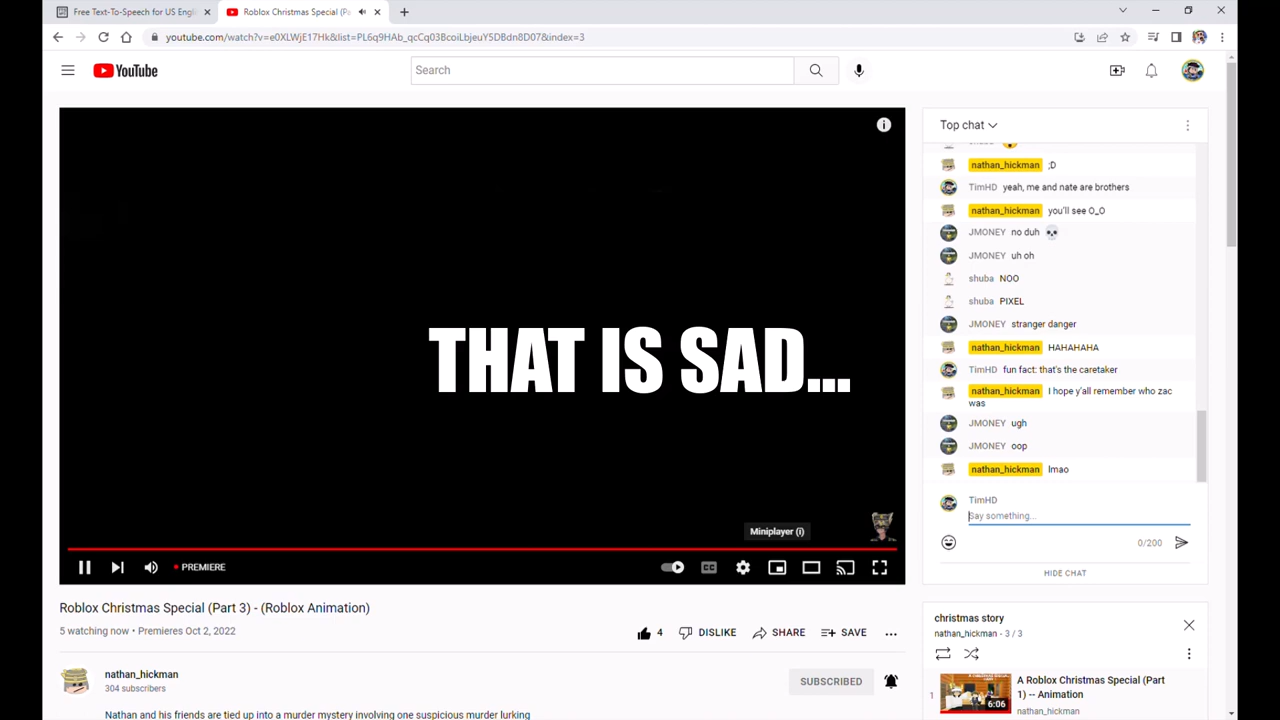 Free Text-To-Speech for US Engl
Roblox Christmas Special (P
youtube.com/watch?v=e0XLWjE17Hk&list=PL6q9HAb_qcCq03BcoiLbjeuY5DBdn8D07&index=3
YouTube
Search
THAT IS SAD...
Miniplayer (i)
PREMIERE
Roblox Christmas Special (Part 3) - (Roblox Animation)
5 watching now • Premieres Oct 2, 2022
4
DISLIKE
SHARE
SAVE
nathan_hickman
304 subscribers
SUBSCRIBED
Nathan and his friends are tied up into a murder mystery involving one suspicious murder lurking
Top chat
nathan_hickman ;D
TimHD yeah, me and nate are brothers
nathan_hickman you'll see O_O
JMONEY no duh 💀
JMONEY uh oh
shuba NOO
shuba PIXEL
JMONEY stranger danger
nathan_hickman HAHAHAHA
TimHD fun fact: that's the caretaker
nathan_hickman I hope y'all remember who zac
was
JMONEY ugh
JMONEY oop
nathan_hickman lmao
TimHD
Say something...
0/200
HIDE CHAT
christmas story
nathan_hickman - 3 / 3
1
6:06
A Roblox Christmas Special (Part
1) -- Animation
nathan_hickman